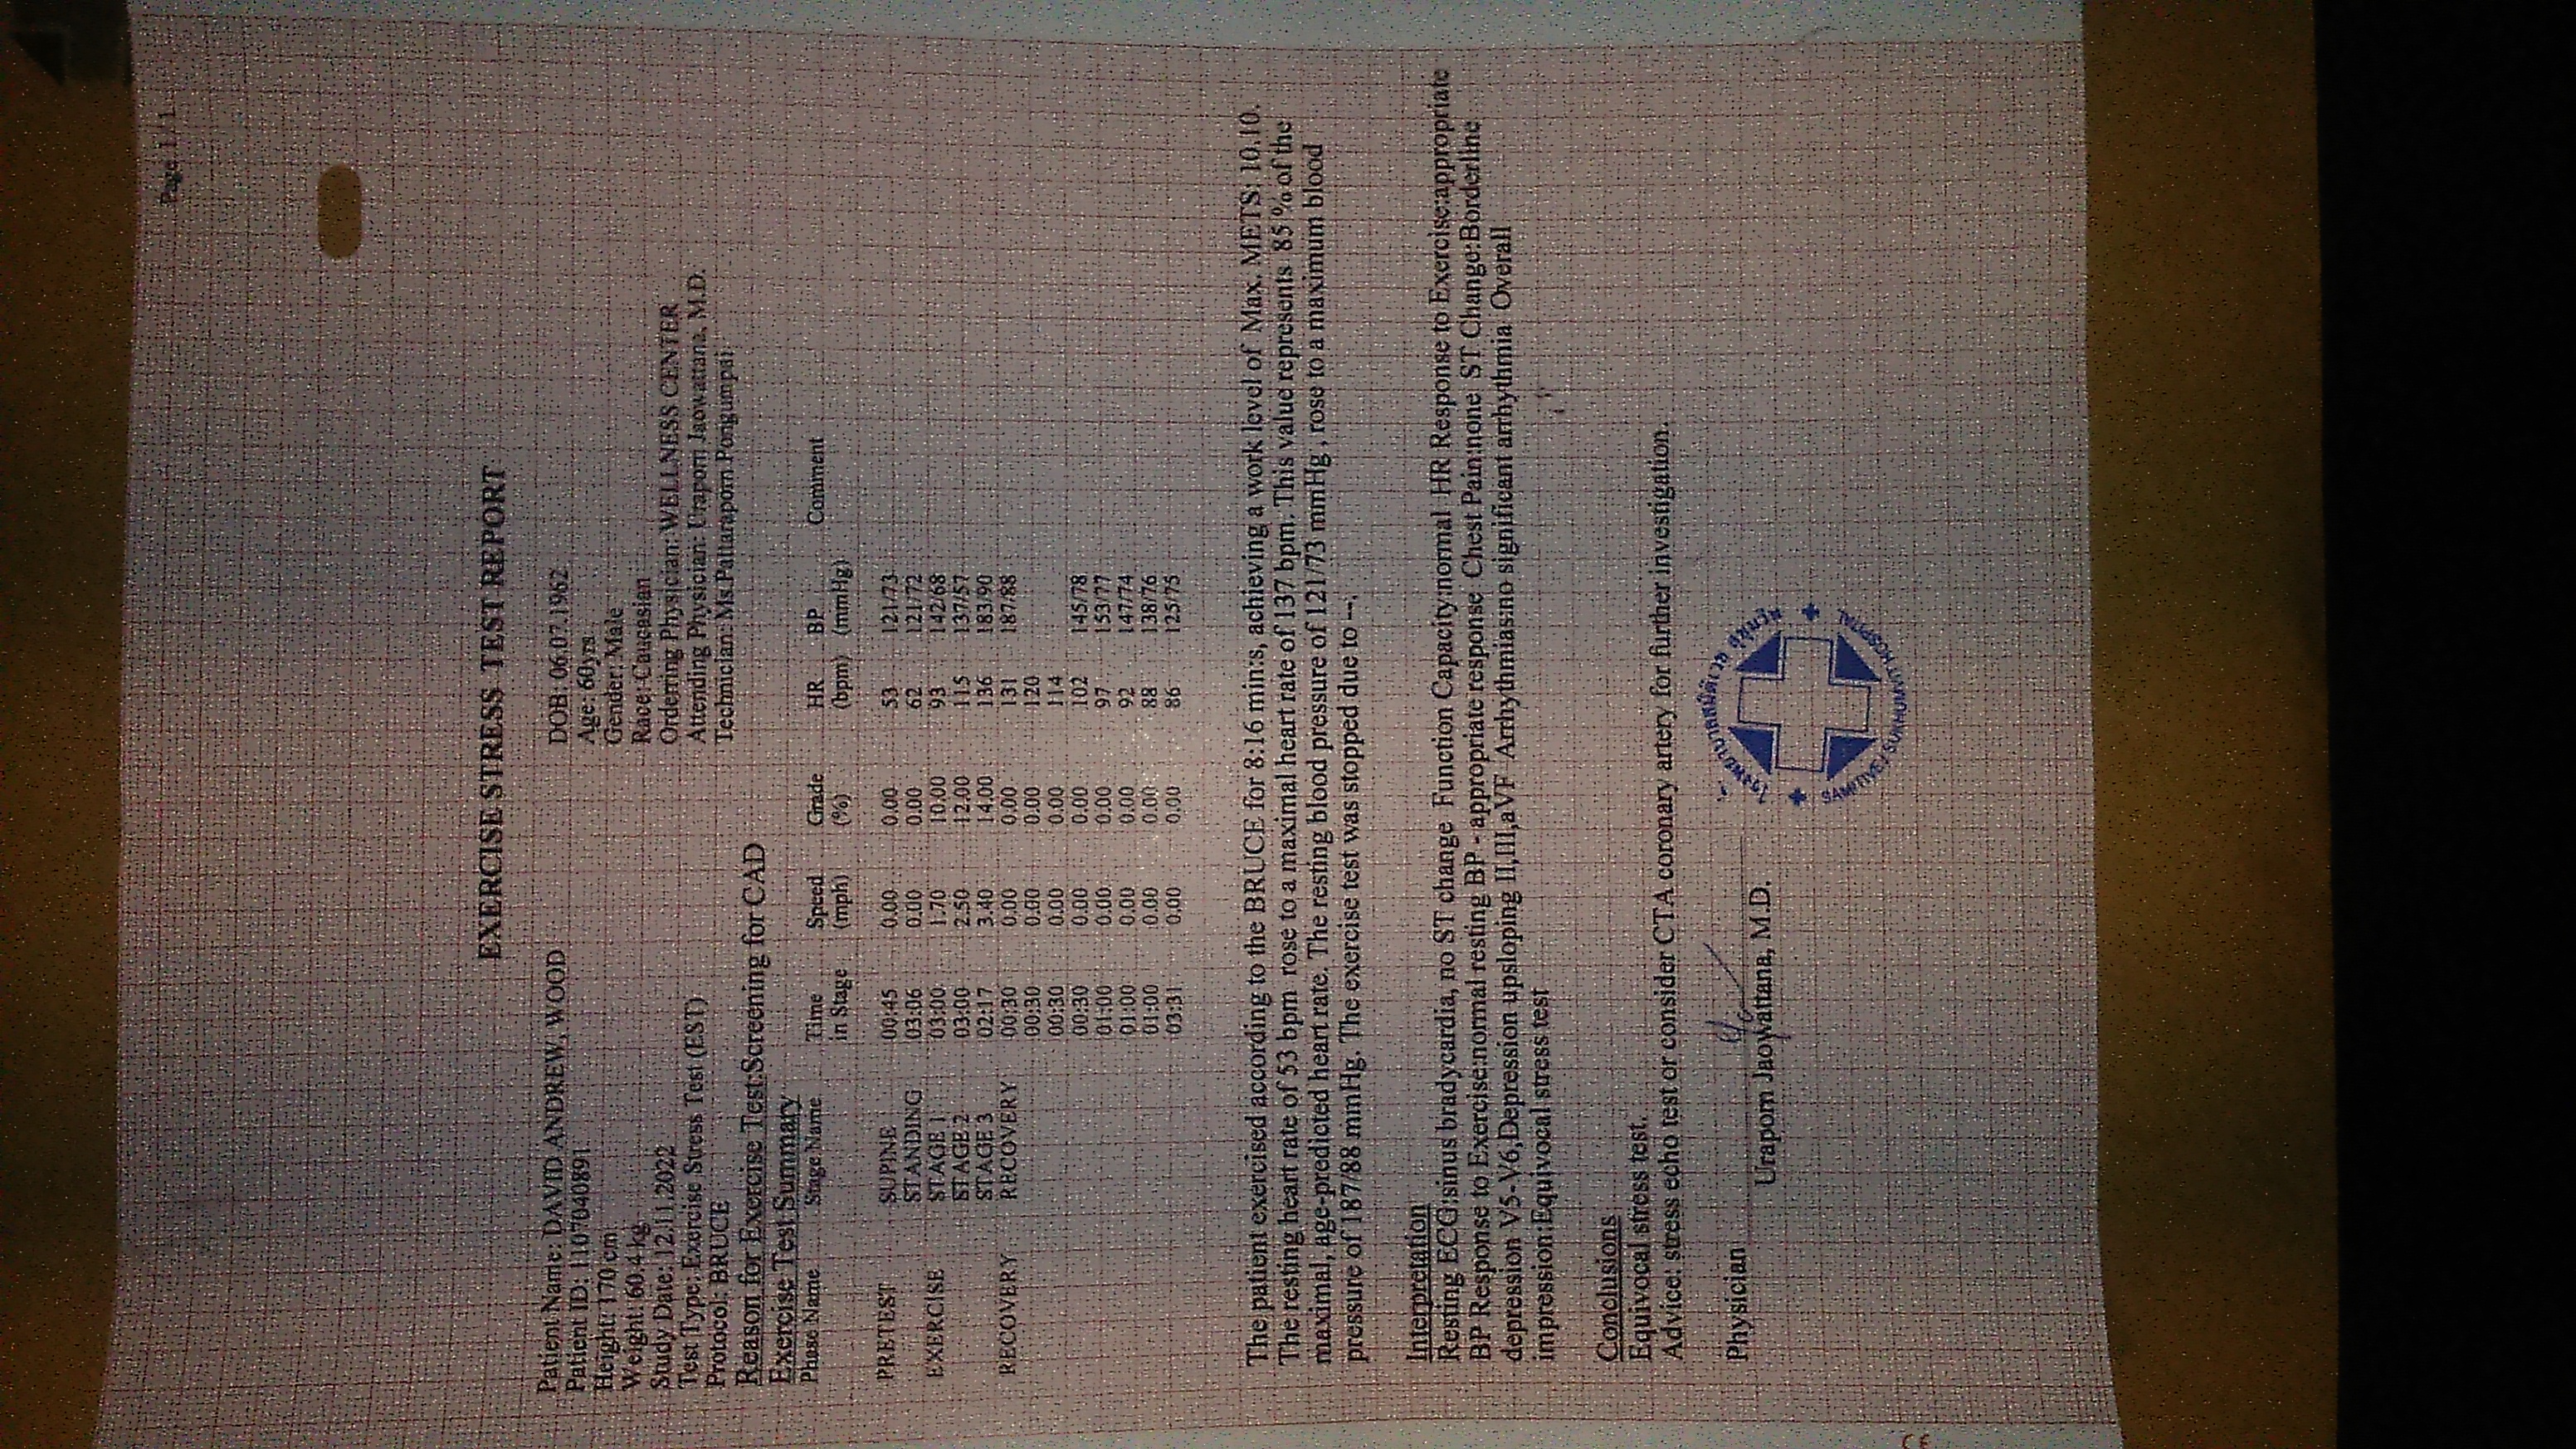 Page 1 / 1
EXERCISE STRESS TEST REPORT
Patient Name: DAVID ANDREW, WOOD
Patient ID: 1107040891
Height: 170 cm
Weight: 60.4 kg
Study Date: 12.11.2022
Test Type: Exercise Stress Test (EST)
Protocol: BRUCE
DOB: 06.07.1962
Age: 60yrs
Gender: Male
Race: Caucasian
Orderring Physician: WELLNESS CENTER
Attending Physician: Uraporn Jaowattana, M.D.
Technician: Ms.Pattaraporn Pongumpai
Reason for Exercise Test:Screening for CAD
Exercise Test Summary
Phase Name Stage Name Time Speed Grade HR BP Comment
in Stage (mph) (%) (bpm) (mmHg)
PRETEST SUPINE 00:45 0.00 0.00 53 121/73
STANDING 03:06 0.00 0.00 62 121/72
EXERCISE STAGE 1 03:00 1.70 10.00 93 142/68
STAGE 2 03:00 2.50 12.00 115 137/57
STAGE 3 02:17 3.40 14.00 136 183/90
RECOVERY RECOVERY 00:30 0.00 0.00 131 187/88
00:30 0.00 0.00 120
00:30 0.00 0.00 114
00:30 0.00 0.00 102 145/78
01:00 0.00 0.00 97 153/77
01:00 0.00 0.00 92 147/74
01:00 0.00 0.00 88 138/76
03:31 0.00 0.00 86 125/75
The patient exercised according to the BRUCE for 8:16 min:s, achieving a work level of Max. METS: 10.10.
The resting heart rate of 53 bpm rose to a maximal heart rate of 137 bpm. This value represents 85 % of the
maximal, age-predicted heart rate. The resting blood pressure of 121/73 mmHg , rose to a maximum blood
pressure of 187/88 mmHg. The exercise test was stopped due to --.
Interpretation
Resting ECG:sinus bradycardia, no ST change Function Capacity:normal HR Response to Exercise:appropriate
BP Response to Exercise:normal resting BP - appropriate response Chest Pain:none ST Change:Borderline
depression V5-V6,Depression upsloping II,III,aVF Arrhythmias:no significant arrhythmia Overall
impression:Equivocal stress test
Conclusions
Equivocal stress test.
Advice: stress echo test or consider CTA coronary artery for further investigation.
Physician
Uraporn Jaowattana, M.D.
โรงพยาบาลสมิติเวช สุขุมวิท
SAMITIVEJ SUKHUMVIT HOSPITAL